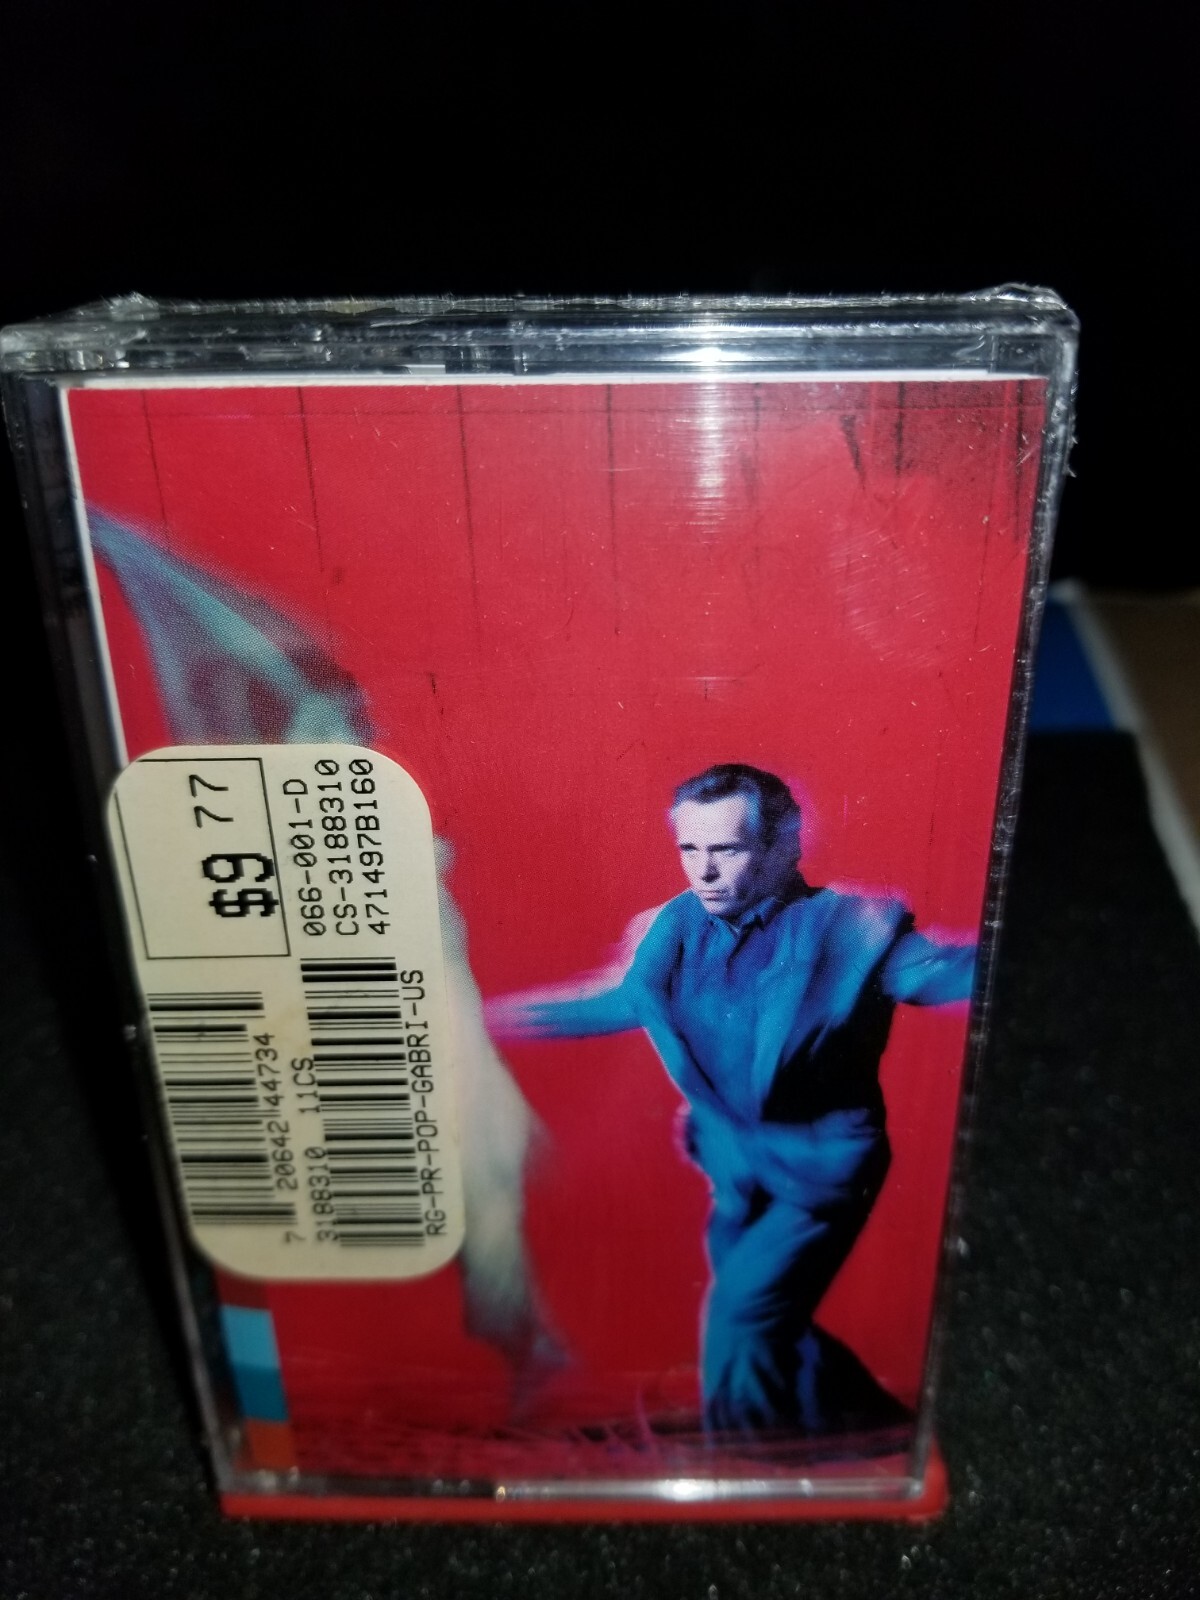 $9 77
066-001-D
CS-3188310
471497B160
7 20642 44734
3188310 11CS
RG-PR-POP-GABRI-US